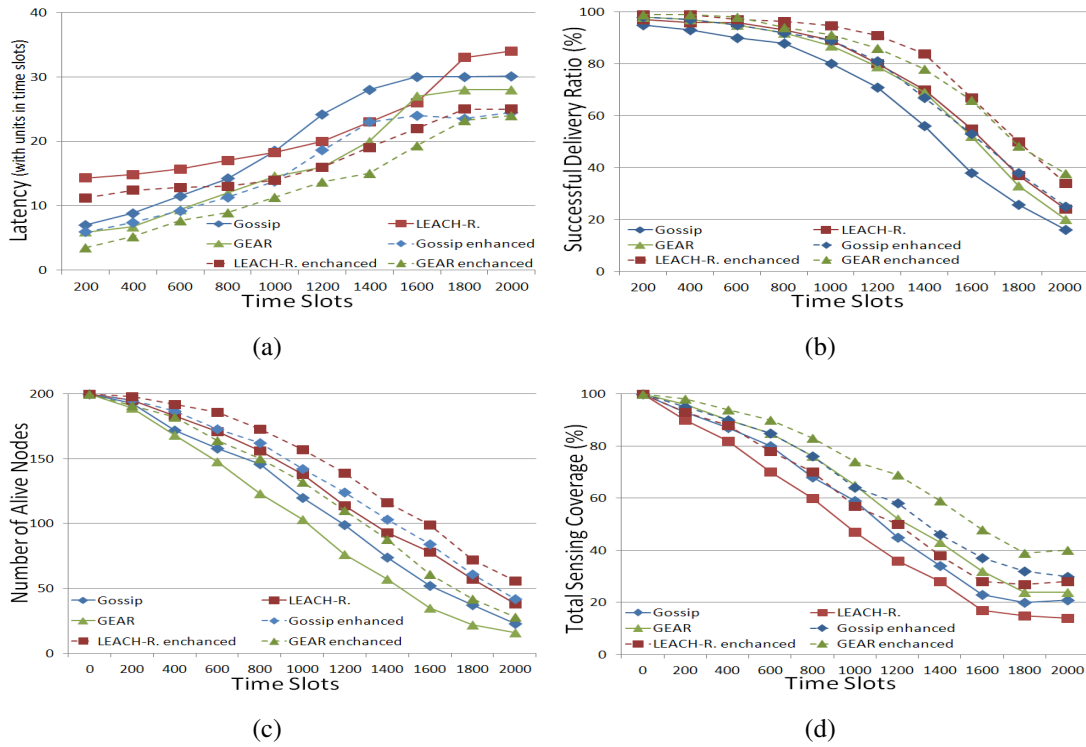 40
30
20
10
0
Latency (with units in time slots)
Gossip
LEACH-R.
GEAR
Gossip enhanced
LEACH-R. enchanced
GEAR enhanced
200 400 600 800 1000 1200 1400 1600 1800 2000
Time Slots
(a)
100
80
60
40
20
0
Successful Delivery Ratio (%)
Gossip
LEACH-R.
GEAR
Gossip enhanced
LEACH-R. enchanced
GEAR enhanced
200 400 600 800 1000 1200 1400 1600 1800 2000
Time Slots
(b)
200
150
100
50
0
Number of Alive Nodes
Gossip
LEACH-R.
GEAR
Gossip enhanced
LEACH-R. enchanced
GEAR enhanced
0 200 400 600 800 1000 1200 1400 1600 1800 2000
Time Slots
(c)
100
80
60
40
20
0
Total Sensing Coverage (%)
Gossip
LEACH-R.
GEAR
Gossip enhanced
LEACH-R. enchanced
GEAR enhanced
0 200 400 600 800 1000 1200 1400 1600 1800 2000
Time Slots
(d)